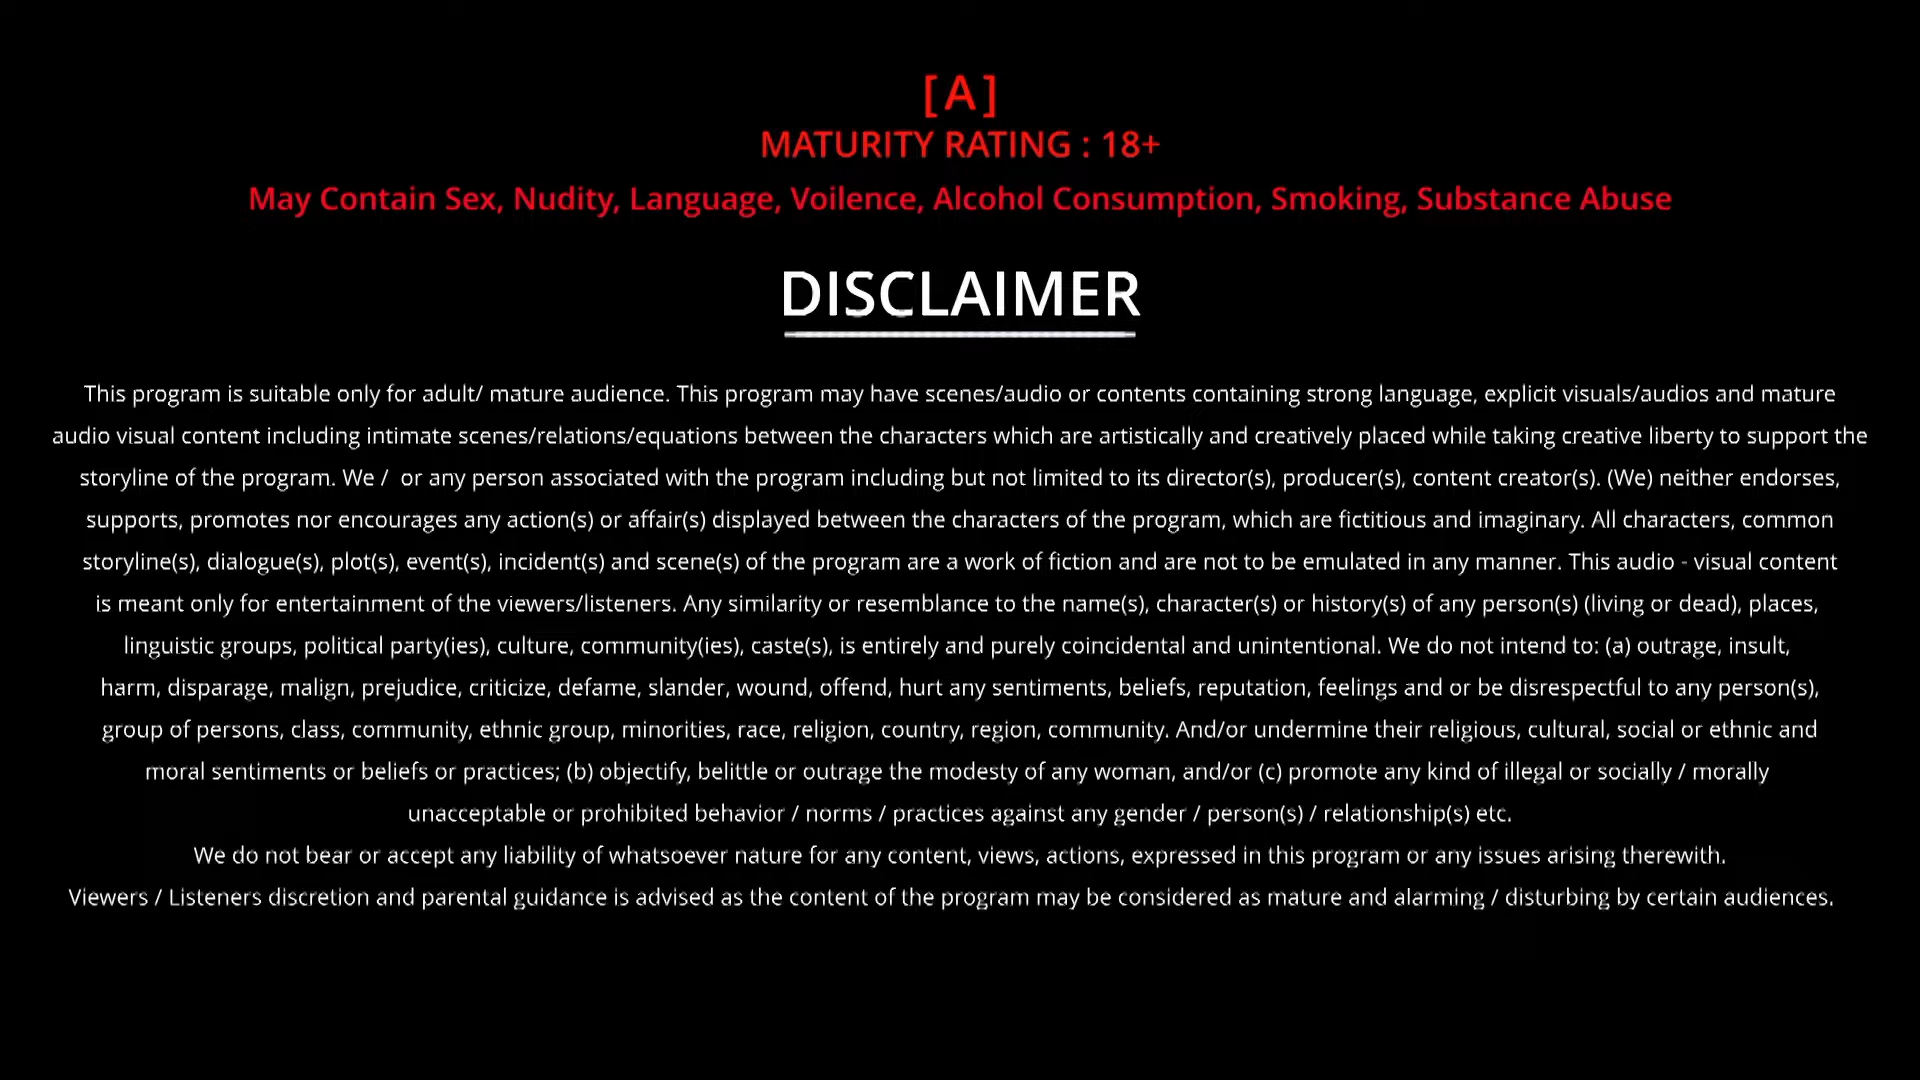 [A]
MATURITY RATING : 18+
May Contain Sex, Nudity, Language, Voilence, Alcohol Consumption, Smoking, Substance Abuse
DISCLAIMER
This program is suitable only for adult/ mature audience. This program may have scenes/audio or contents containing strong language, explicit visuals/audios and mature
audio visual content including intimate scenes/relations/equations between the characters which are artistically and creatively placed while taking creative liberty to support the
storyline of the program. We /  or any person associated with the program including but not limited to its director(s), producer(s), content creator(s). (We) neither endorses,
supports, promotes nor encourages any action(s) or affair(s) displayed between the characters of the program, which are fictitious and imaginary. All characters, common
storyline(s), dialogue(s), plot(s), event(s), incident(s) and scene(s) of the program are a work of fiction and are not to be emulated in any manner. This audio - visual content
is meant only for entertainment of the viewers/listeners. Any similarity or resemblance to the name(s), character(s) or history(s) of any person(s) (living or dead), places,
linguistic groups, political party(ies), culture, community(ies), caste(s), is entirely and purely coincidental and unintentional. We do not intend to: (a) outrage, insult,
harm, disparage, malign, prejudice, criticize, defame, slander, wound, offend, hurt any sentiments, beliefs, reputation, feelings and or be disrespectful to any person(s),
group of persons, class, community, ethnic group, minorities, race, religion, country, region, community. And/or undermine their religious, cultural, social or ethnic and
moral sentiments or beliefs or practices; (b) objectify, belittle or outrage the modesty of any woman, and/or (c) promote any kind of illegal or socially / morally
unacceptable or prohibited behavior / norms / practices against any gender / person(s) / relationship(s) etc.
We do not bear or accept any liability of whatsoever nature for any content, views, actions, expressed in this program or any issues arising therewith.
Viewers / Listeners discretion and parental guidance is advised as the content of the program may be considered as mature and alarming / disturbing by certain audiences.